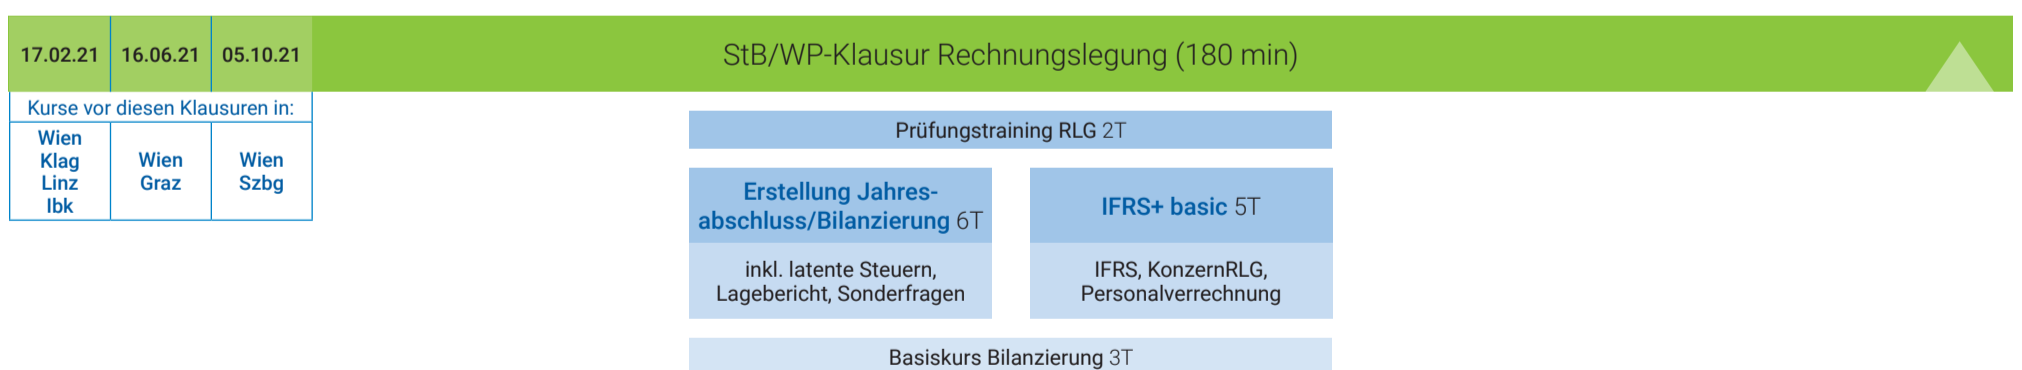 17.02.21 16.06.21 05.10.21 StB/WP-Klausur Rechnungslegung (180 min)
Kurse vor diesen Klausuren in:
Wien
Klag
Linz
Ibk
Wien
Graz
Wien
Szbg
Prüfungstraining RLG 2T
Erstellung Jahres-
abschluss/Bilanzierung 6T
inkl. latente Steuern,
Lagebericht, Sonderfragen
IFRS+ basic 5T
IFRS, KonzernRLG,
Personalverrechnung
Basiskurs Bilanzierung 3T